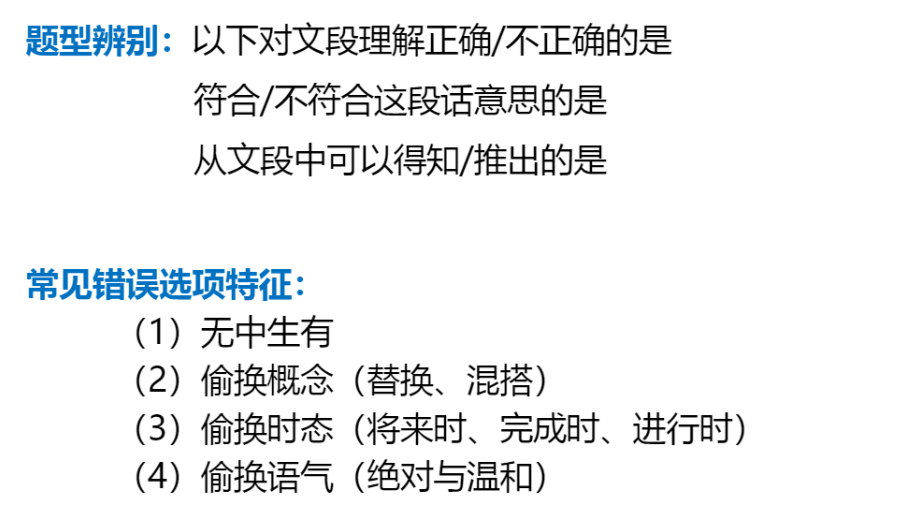 题型辨别：以下对文段理解正确/不正确的是
符合/不符合这段话意思的是
从文段中可以得知/推出的是
常见错误选项特征：
（1）无中生有
（2）偷换概念（替换、混搭）
（3）偷换时态（将来时、完成时、进行时）
（4）偷换语气（绝对与温和）